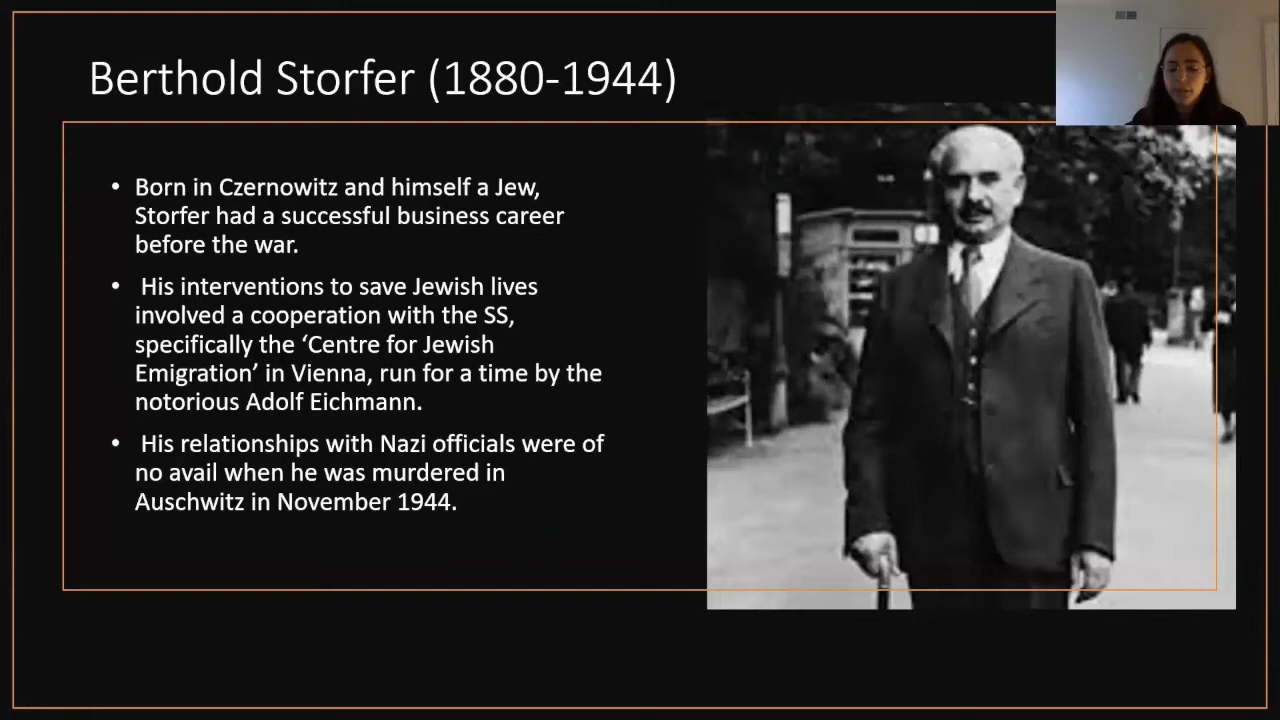 Berthold Storfer (1880-1944)
• Born in Czernowitz and himself a Jew,
Storfer had a successful business career
before the war.
• His interventions to save Jewish lives
involved a cooperation with the SS,
specifically the ‘Centre for Jewish
Emigration’ in Vienna, run for a time by the
notorious Adolf Eichmann.
• His relationships with Nazi officials were of
no avail when he was murdered in
Auschwitz in November 1944.